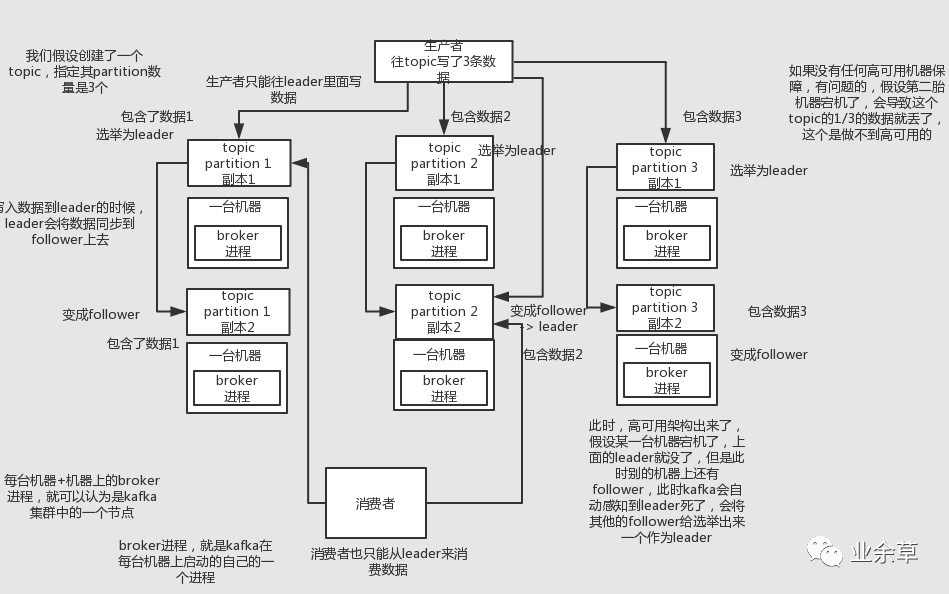 生产者
往topic写了3条数
据
我们假设创建了一个
topic，指定其partition数
量是3个
生产者只能往leader里面写
数据
如果没有任何高可用机器保
障，有问题的，假设第二胎
机器宕机了，会导致这个
topic的1/3的数据就丢了，
这个是做不到高可用的
包含了数据1
选举为leader
包含数据2
选举为leader
包含数据3
topic
partition 1
副本1
topic
partition 2
副本1
topic
partition 3
副本1
选举为leader
写入数据到leader的时候，
leader会将数据同步到
follower上去
一台机器
broker
进程
一台机器
broker
进程
一台机器
broker
进程
变成follower
topic
partition 1
副本2
topic
partition 2
副本2
变成follower
-> leader
topic
partition 3
副本2
包含数据3
包含了数据1
一台机器
broker
进程
一台机器
broker
进程
包含数据2
一台机器
broker
进程
变成follower
此时，高可用架构出来了，
假设某一台机器宕机了，上
面的leader就没了，但是此
时别的机器上还有
follower，此时kafka会自
动感知到leader死了，会将
其他的follower给选举出来
一个作为leader
每台机器+机器上的broker
进程，就可以认为是kafka
集群中的一个节点
消费者
broker进程，就是kafka在
每台机器上启动的自己的一
个进程
消费者也只能从leader来消
费数据
业余草